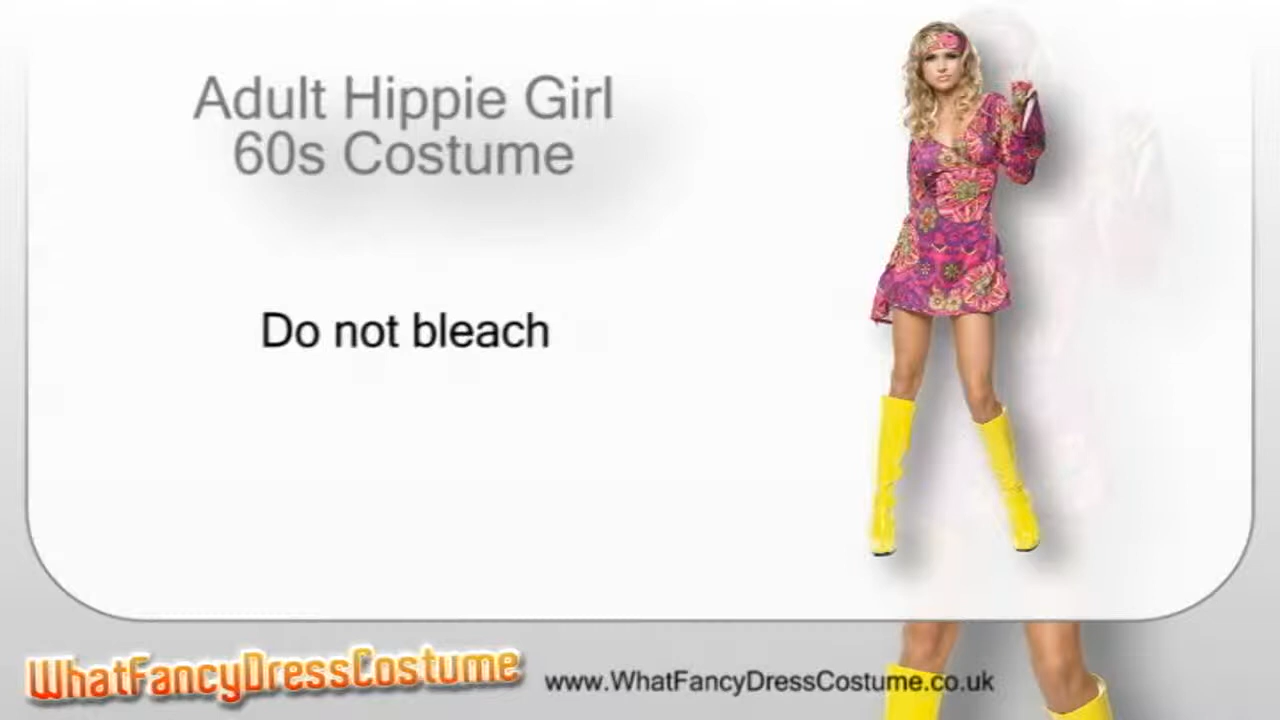 Adult Hippie Girl
60s Costume
Do not bleach
WhatFancyDressCostume
www.WhatFancyDressCostume.co.uk